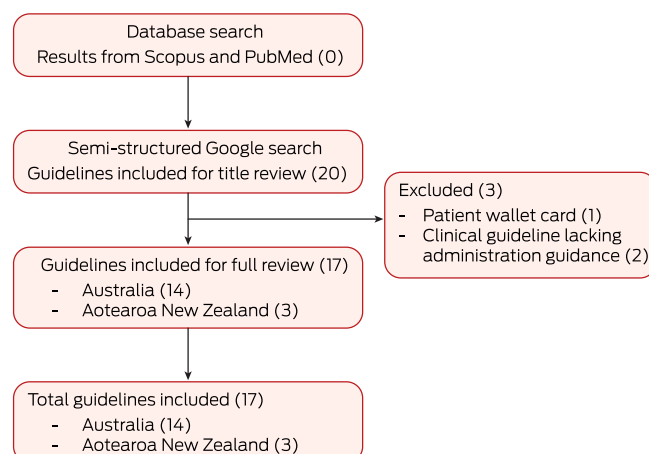 Database search
Results from Scopus and PubMed (0)
Semi-structured Google search
Guidelines included for title review (20)
Excluded (3)
- Patient wallet card (1)
- Clinical guideline lacking
administration guidance (2)
Guidelines included for full review (17)
- Australia (14)
- Aotearoa New Zealand (3)
Total guidelines included (17)
- Australia (14)
- Aotearoa New Zealand (3)